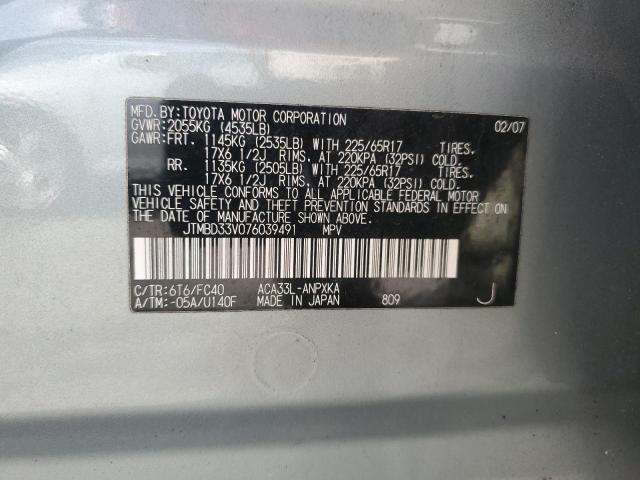 MFD. BY: TOYOTA MOTOR CORPORATION 02/07
GVWR: 2055KG (4535LB)
GAWR: FRT. 1145KG (2535LB) WITH 225/65R17 TIRES,
17X6 1/2J RIMS, AT 220KPA (32PSI) COLD.
RR. 1135KG (2505LB) WITH 225/65R17 TIRES,
17X6 1/2J RIMS, AT 220KPA (32PSI) COLD.
THIS VEHICLE CONFORMS TO ALL APPLICABLE FEDERAL MOTOR
VEHICLE SAFETY AND THEFT PREVENTION STANDARDS IN EFFECT ON
THE DATE OF MANUFACTURE SHOWN ABOVE.
JTMBD33V076039491 MPV
C/TR: 6T6/FC40 ACA33L-ANPXKA
A/TM: -05A/U140F MADE IN JAPAN 809 J